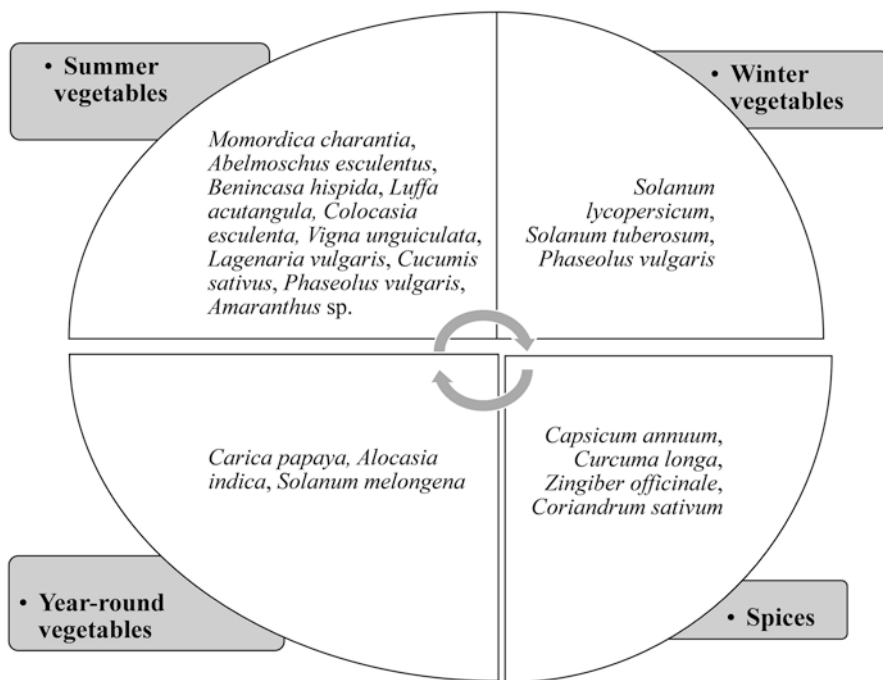 • Summer
vegetables
Momordica charantia,
Abelmoschus esculentus,
Benincasa hispida, Luffa
acutangula, Colocasia
esculenta, Vigna unguiculata,
Lagenaria vulgaris, Cucumis
sativus, Phaseolus vulgaris,
Amaranthus sp.
• Winter
vegetables
Solanum
lycopersicum,
Solanum tuberosum,
Phaseolus vulgaris
Carica papaya, Alocasia
indica, Solanum melongena
• Year-round
vegetables
Capsicum annuum,
Curcuma longa,
Zingiber officinale,
Coriandrum sativum
• Spices